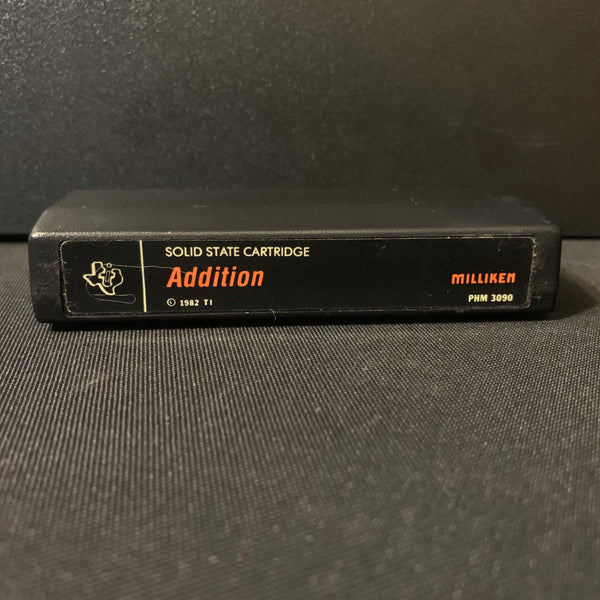 SOLID STATE CARTRIDGE
Addition
© 1982 TI
MILLIKEN
PHM 3090